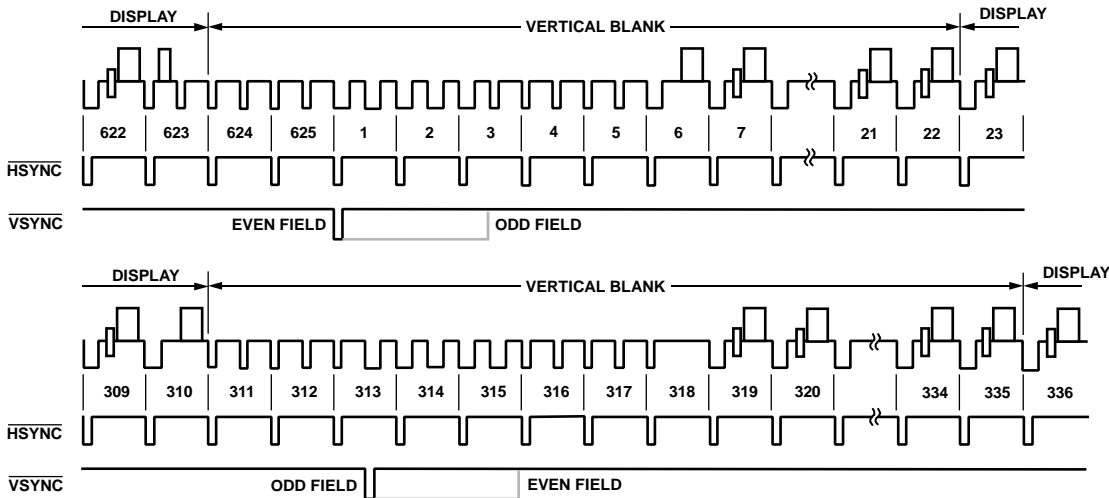 DISPLAY VERTICAL BLANK DISPLAY
622 623 624 625 1 2 3 4 5 6 7 21 22 23
HSYNC
VSYNC EVEN FIELD ODD FIELD
DISPLAY VERTICAL BLANK DISPLAY
309 310 311 312 313 314 315 316 317 318 319 320 334 335 336
HSYNC
VSYNC ODD FIELD EVEN FIELD